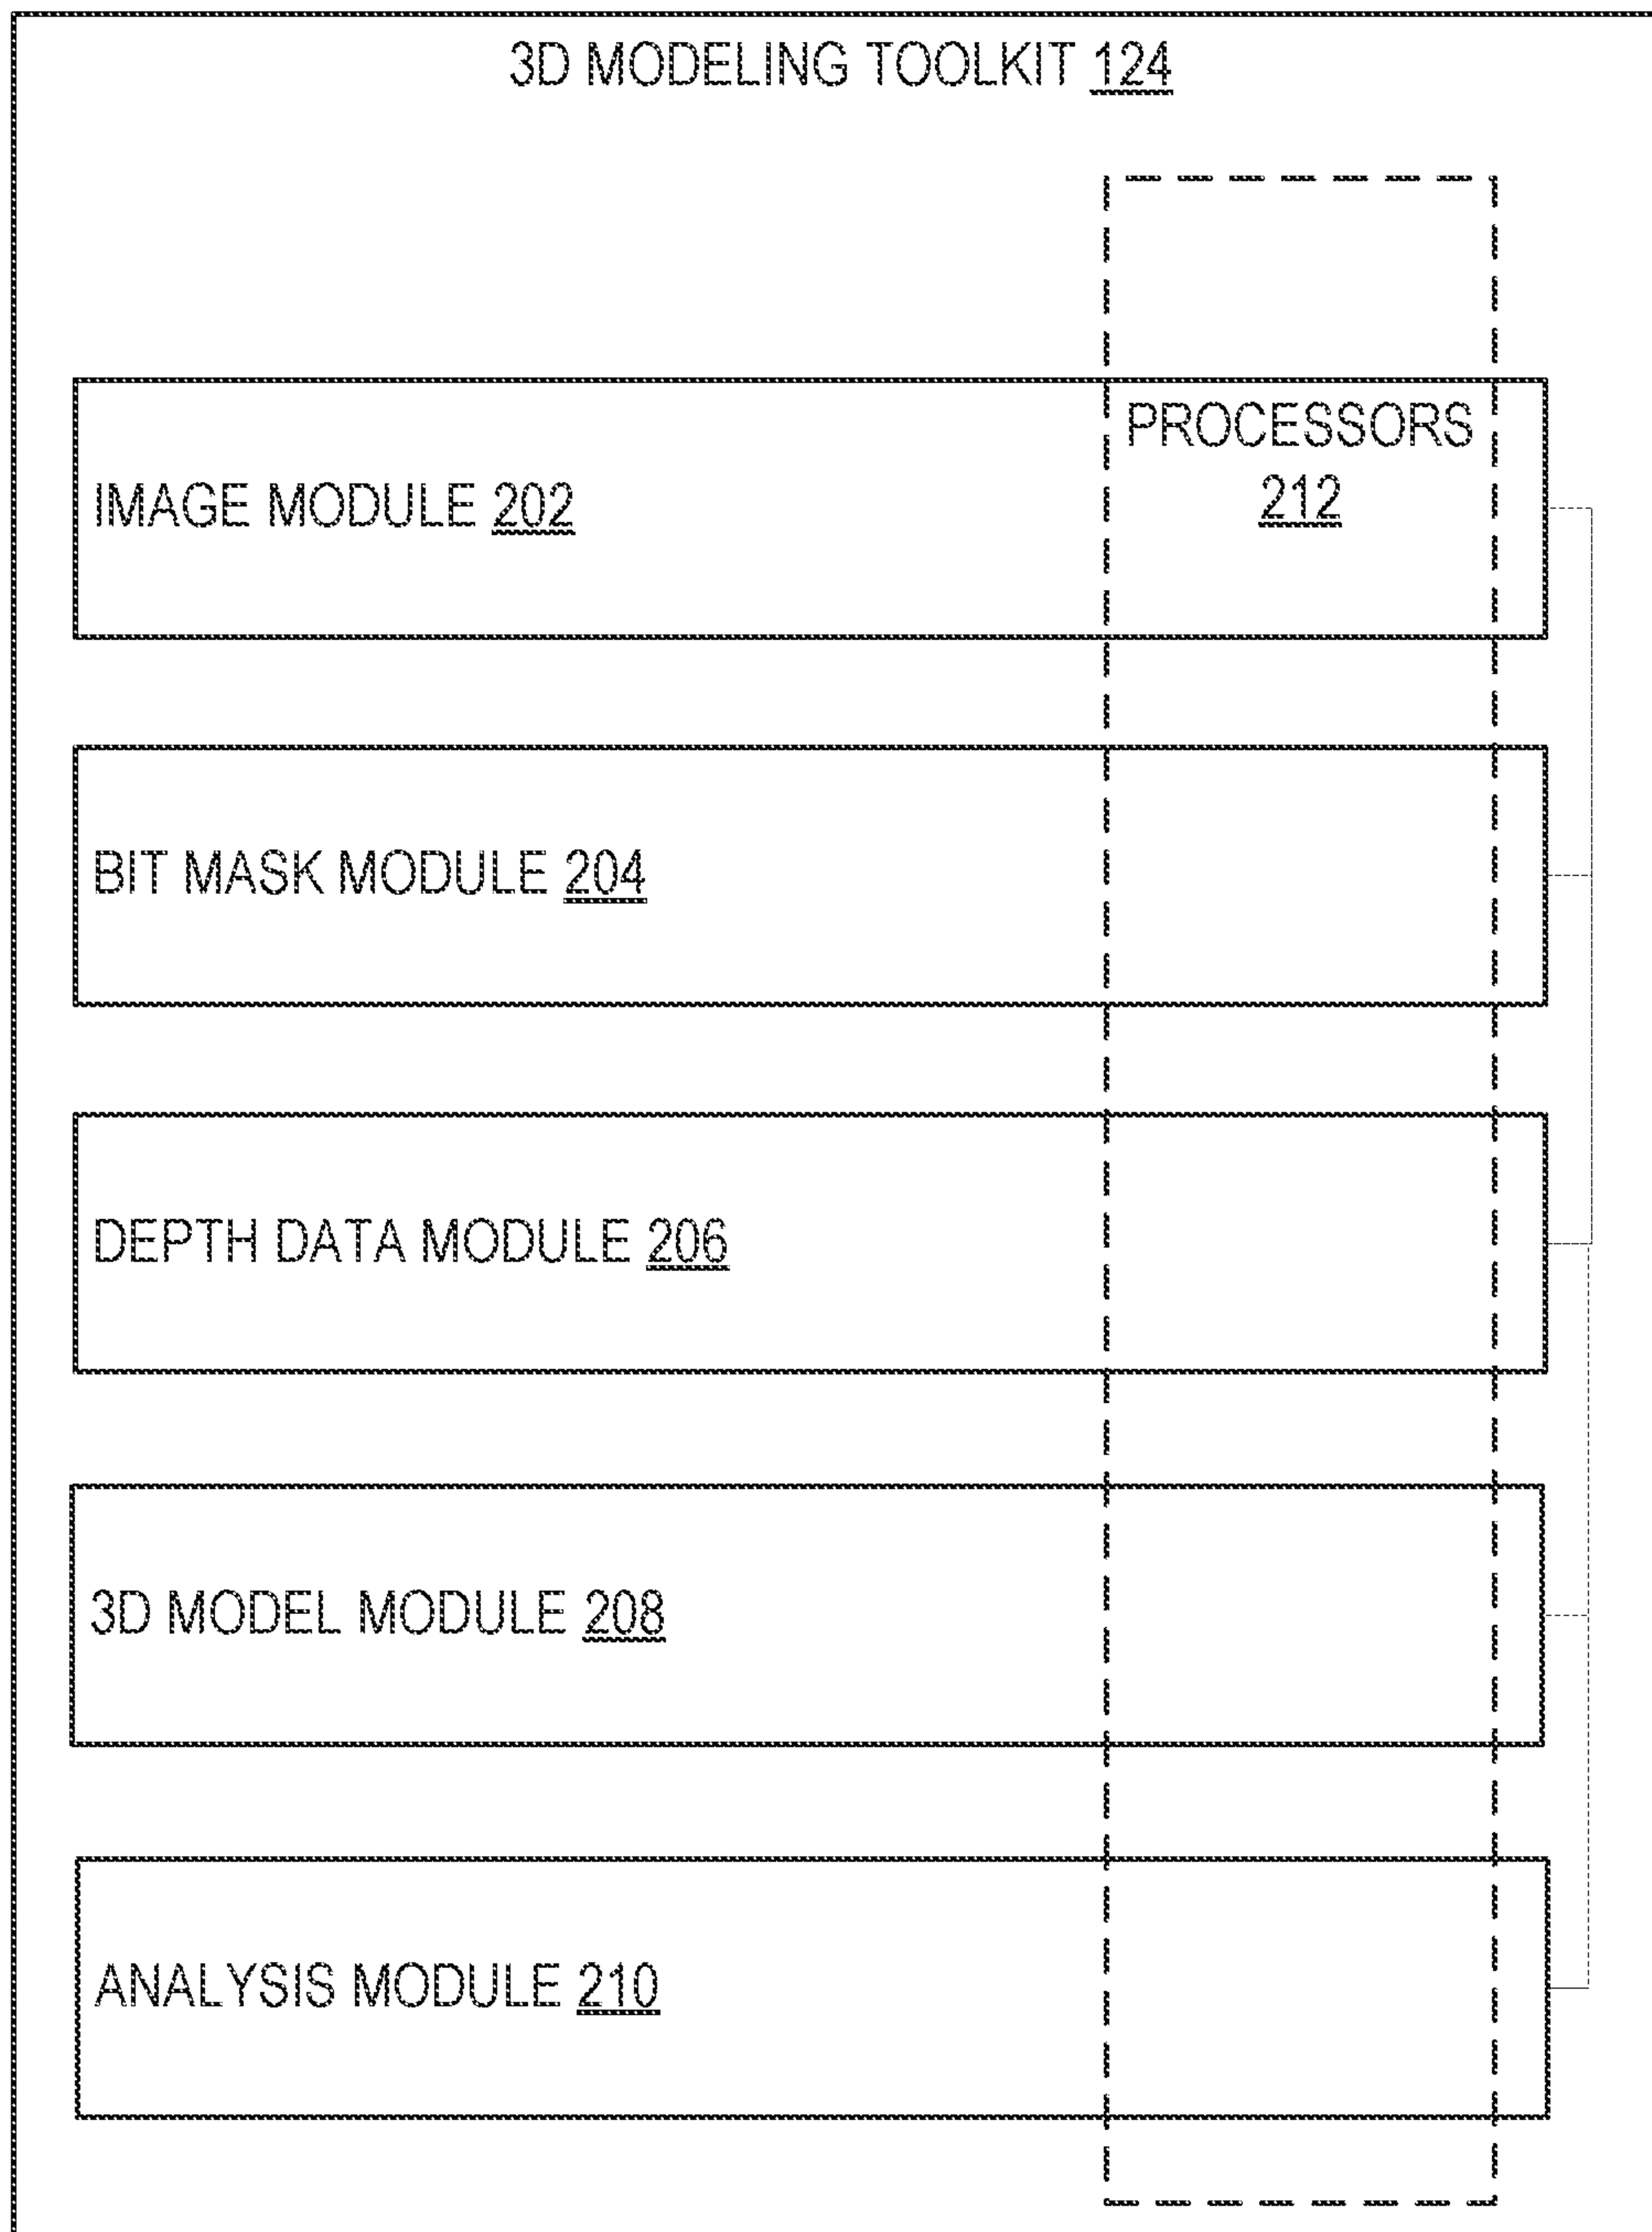 3D MODELING TOOLKIT 124
PROCESSORS
212
IMAGE MODULE 202
BIT MASK MODULE 204
DEPTH DATA MODULE 206
3D MODEL MODULE 208
ANALYSIS MODULE 210